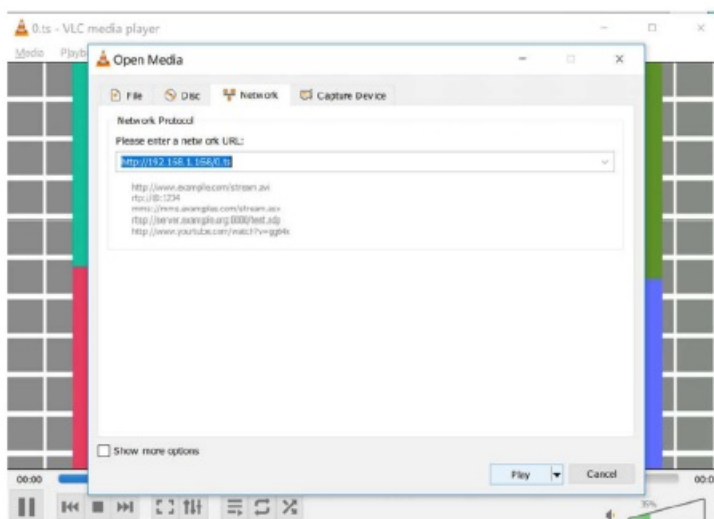 0.ts - VLC media player
Media Playb
Open Media
File Disc Network Capture Device
Network Protocol
Please enter a network URL:
http://192.168.1.168/0.ts
http://www.example.com/stream.avi
rtp://@:1234
mms://mms.examples.com/stream.asx
rtsp://server.example.org:8080/test.sdp
http://www.yourtube.com/watch?v=gg64x
Show more options
Play Cancel
00:00 00:0